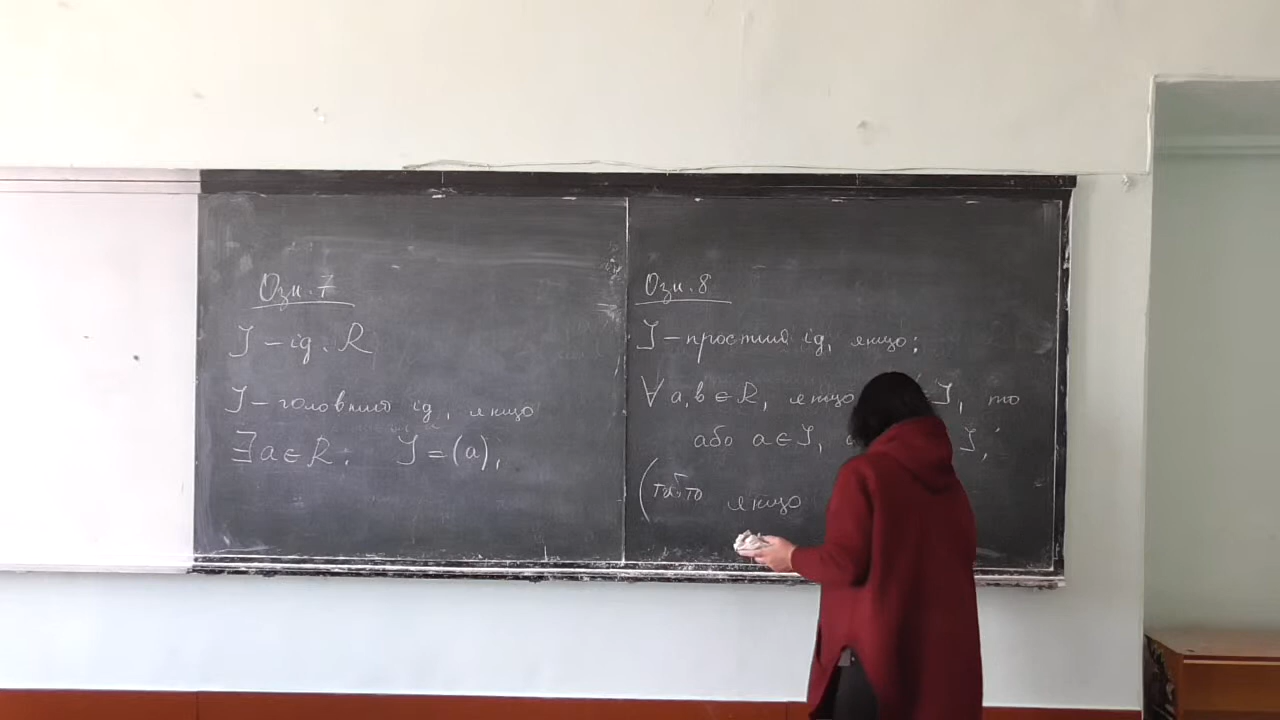 Озн. 7
J – ід. R
J – головний ід, якщо
∃ a ∈ R : J = (a),
Озн. 8
J – простий ід, якщо:
∀ a, b ∈ R, якщо ∈ J, то
або a ∈ J, J,
(тобто якщо